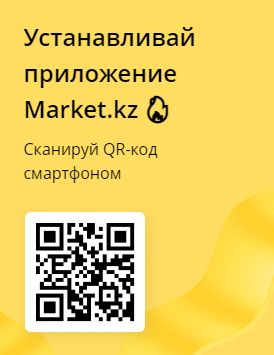 Устанавливай
приложение
Market.kz 🔥
Сканируй QR-код
смартфоном